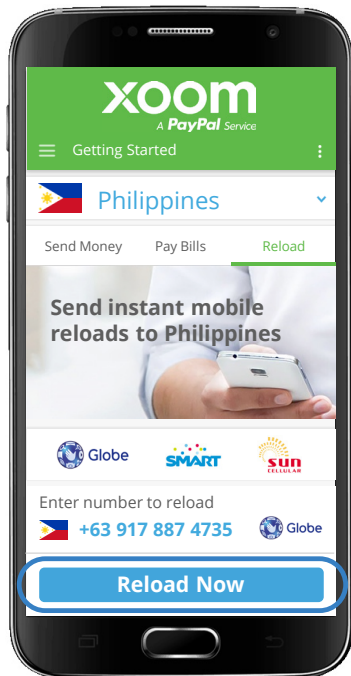 xoom
A PayPal Service
Getting Started
Philippines
Send Money Pay Bills Reload
Send instant mobile
reloads to Philippines
Globe SMART SUN
CELLULAR
Enter number to reload
+63 917 887 4735 Globe
Reload Now